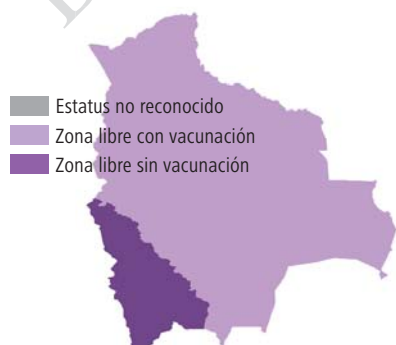 Estatus no reconocido
Zona libre con vacunación
Zona libre sin vacunación